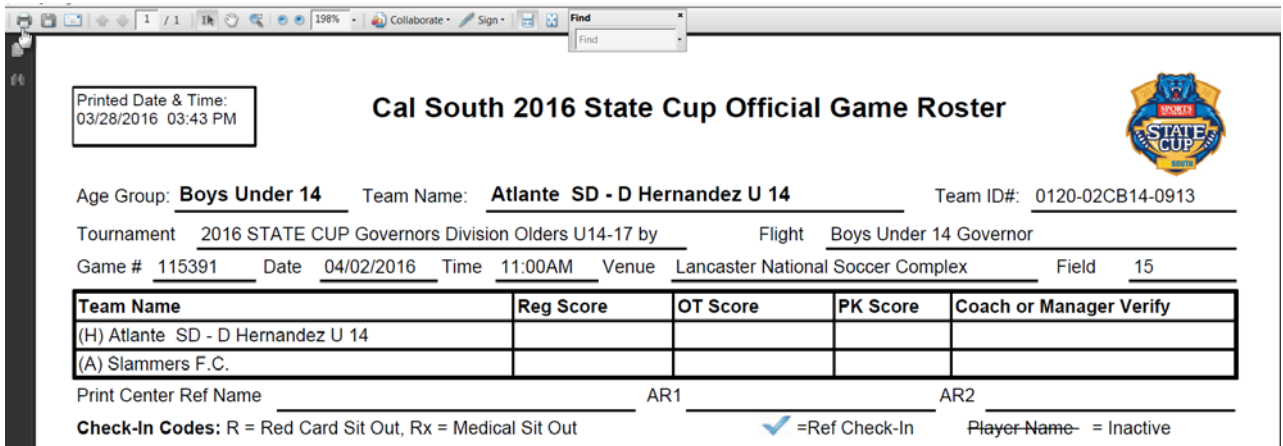 1 / 1 198% Collaborate Sign Find
Find
Printed Date & Time:
03/28/2016 03:43 PM
Cal South 2016 State Cup Official Game Roster
SPORTS
STATE
CUP
SOUTH
Age Group: Boys Under 14 Team Name: Atlante SD - D Hernandez U 14 Team ID#: 0120-02CB14-0913
Tournament 2016 STATE CUP Governors Division Olders U14-17 by Flight Boys Under 14 Governor
Game # 115391 Date 04/02/2016 Time 11:00AM Venue Lancaster National Soccer Complex Field 15
Team Name Reg Score OT Score PK Score Coach or Manager Verify
(H) Atlante SD - D Hernandez U 14
(A) Slammers F.C.
Print Center Ref Name AR1 AR2
Check-In Codes: R = Red Card Sit Out, Rx = Medical Sit Out =Ref Check-In Player Name = Inactive